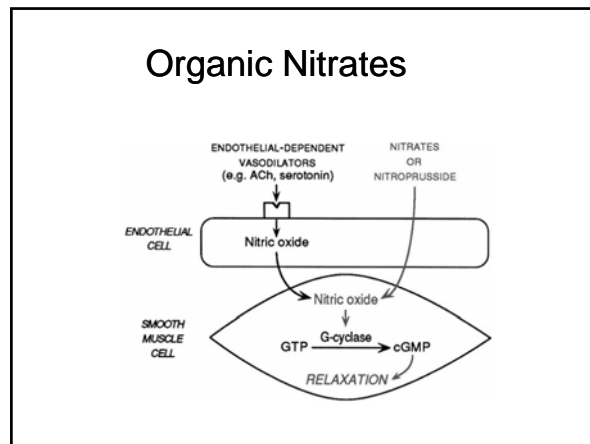 Organic Nitrates
ENDOTHELIAL-DEPENDENT
VASODILATORS
(e.g. ACh, serotonin)
NITRATES
OR
NITROPRUSSIDE
ENDOTHELIAL
CELL
Nitric oxide
Nitric oxide
SMOOTH
MUSCLE
CELL
G-cyclase
GTP
cGMP
RELAXATION